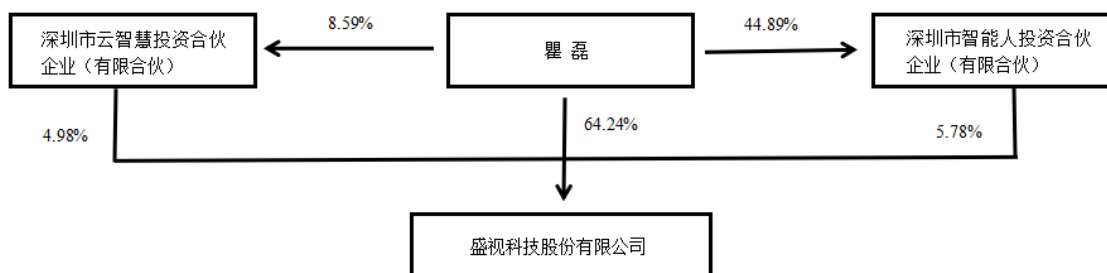 8.59%
44.89%
深圳市云智慧投资合伙
企业（有限合伙）
瞿 磊
深圳市智能人投资合伙
企业（有限合伙）
4.98%
64.24%
5.78%
盛视科技股份有限公司